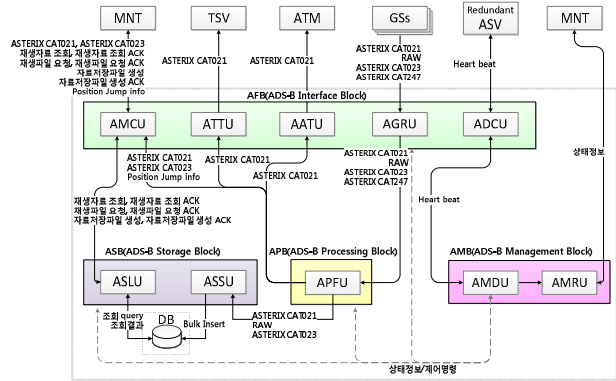 MNT
TSV
ATM
GSs
Redundant
ASV
MNT
ASTERIX CAT021, ASTERIX CAT023
재생자료 조회, 재생자료 조회 ACK
재생파일 요청, 재생파일 요청 ACK
자료저장파일 생성
자료저장파일 생성 ACK
Position Jump info
ASTERIX CAT021
ASTERIX CAT021
ASTERIX CAT021
RAW
ASTERIX CAT023
ASTERIX CAT247
Heart beat
AFB(ADS-B Interface Block)
AMCU
ATTU
AATU
AGRU
ADCU
상태정보
ASTERIX CAT021
ASTERIX CAT023
Position Jump info
ASTERIX CAT021
ASTERIX CAT021
ASTERIX CAT021
RAW
ASTERIX CAT023
ASTERIX CAT247
재생자료 조회, 재생자료 조회 ACK
재생파일 요청, 재생파일 요청 ACK
자료저장파일 생성, 자료저장파일 생성 ACK
Heart beat
ASB(ADS-B Storage Block)
APB(ADS-B Processing Block)
AMB(ADS-B Management Block)
ASLU
ASSU
APFU
AMDU
AMRU
조회 query
조회결과
DB
Bulk Insert
ASTERIX CAT021
RAW
ASTERIX CAT023
상태정보/제어명령